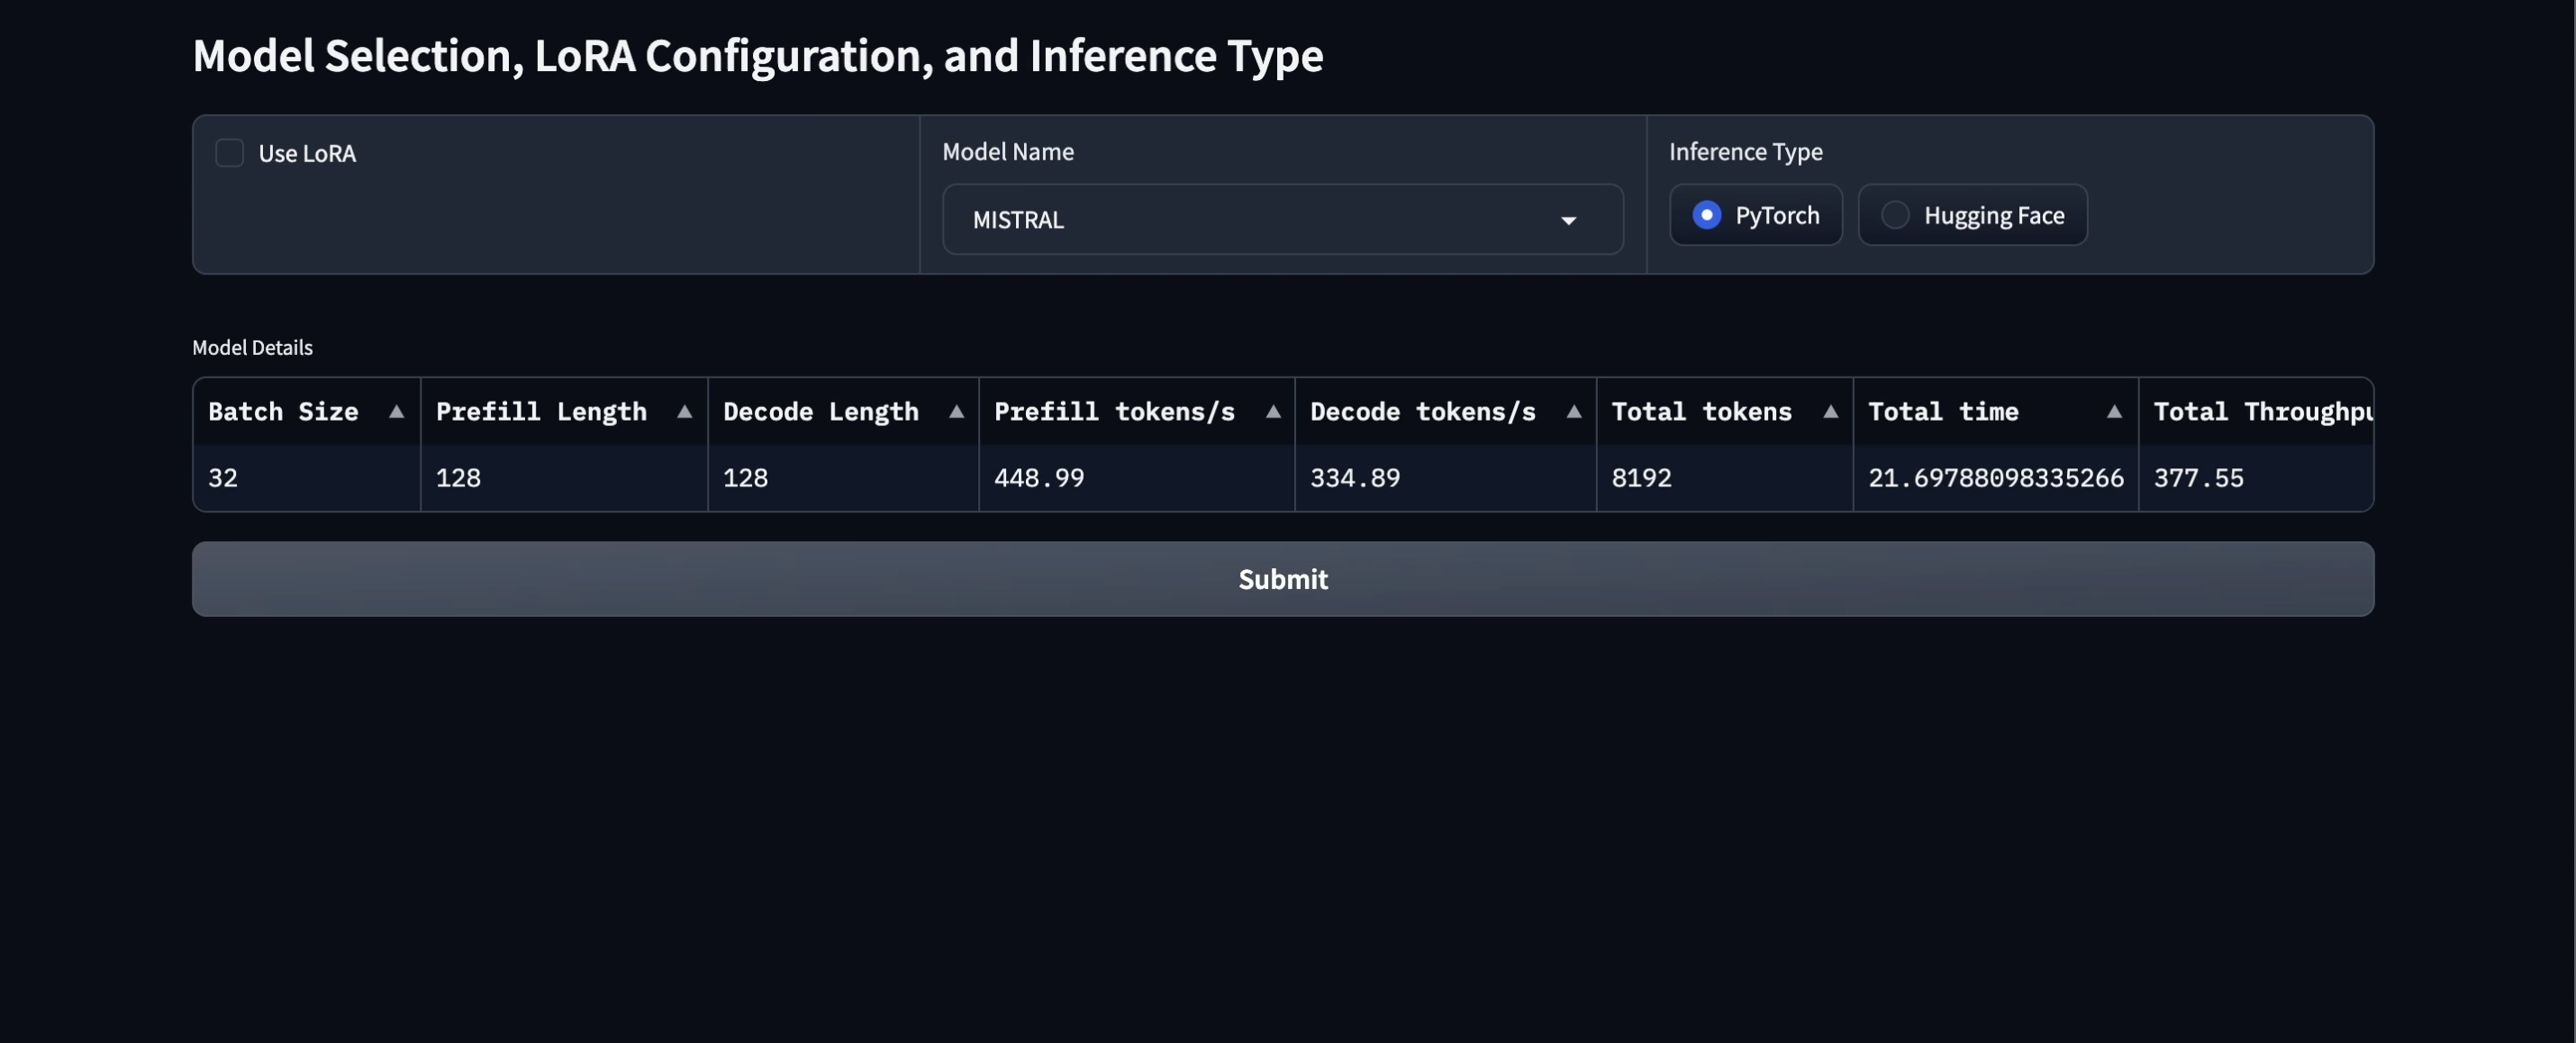 Model Selection, LoRA Configuration, and Inference Type
Use LoRA
Model Name
MISTRAL
Inference Type
PyTorch
Hugging Face
Model Details
Batch Size Prefill Length Decode Length Prefill tokens/s Decode tokens/s Total tokens Total time Total Throughpu
32 128 128 448.99 334.89 8192 21.69788098335266 377.55
Submit